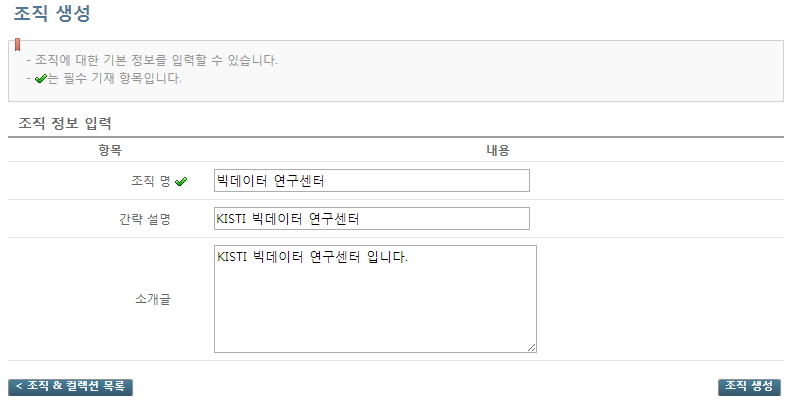 조직 생성
- 조직에 대한 기본 정보를 입력할 수 있습니다.
- ✔는 필수 기재 항목입니다.
조직 정보 입력
항목 내용
조직 명 ✔ 빅데이터 연구센터
간략 설명 KISTI 빅데이터 연구센터
소개글 KISTI 빅데이터 연구센터 입니다.
< 조직 & 컬렉션 목록 조직 생성